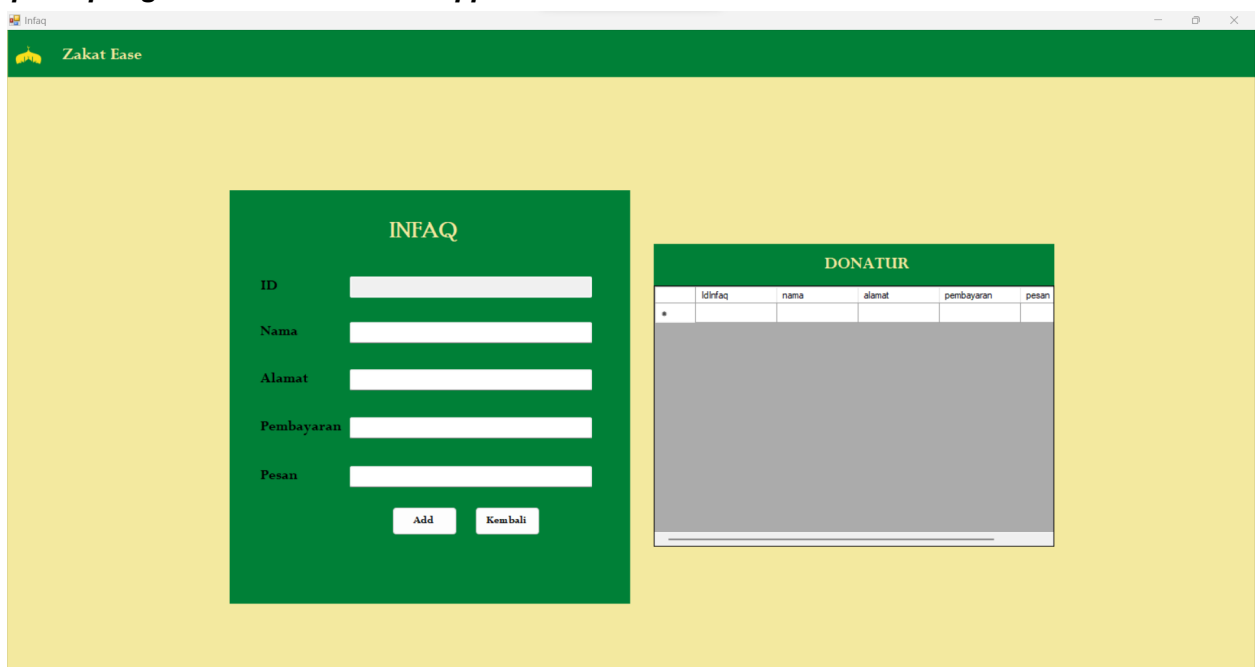 Infaq
Zakat Ease
INFAQ
ID
Nama
Alamat
Pembayaran
Pesan
Add Kembali
DONATUR
IdInfaq nama alamat pembayaran pesan